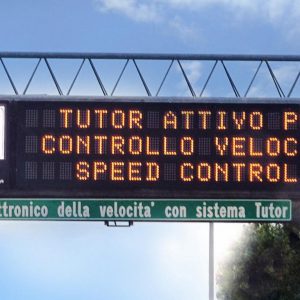 TUTOR ATTIVO P
CONTROLLO VELOC
SPEED CONTROL
ttronico della velocita' con sistema Tutor